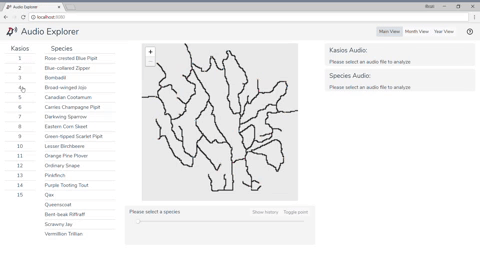 Audio Explorer
Bhujn
localhost:8080
Audio Explorer
Main View
Month View
Year View
Kasios
Species
1
Rose-crested Blue Pipit
2
Blue-collared Zipper
3
Bombadil
4
Broad-winged Jojo
5
Canadian Cootamum
6
Carries Champagne Pipit
7
Darkwing Sparrow
8
Eastern Corn Skeet
9
Green-tipped Scarlet Pipit
10
Lesser Birchbeere
11
Orange Pine Plover
12
Ordinary Snape
13
Pinkfinch
14
Purple Tooting Tout
15
Qax
Queenscoat
Bent-beak Riffraff
Scrawny Jay
Vermillion Trillian
+
-
Please select a species
Show history
Toggle point
Kasios Audio:
Please select an audio file to analyze
Species Audio:
Please select an audio file to analyze